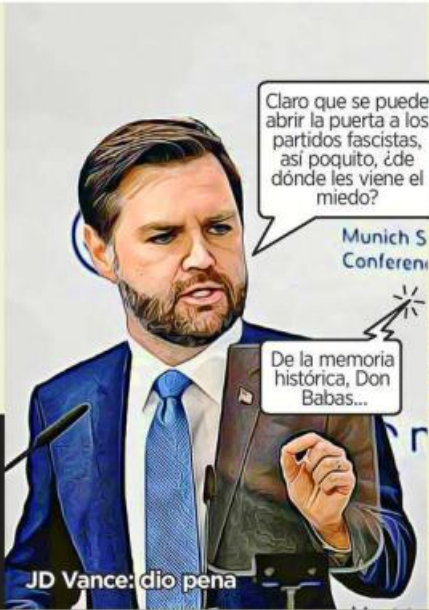 Claro que se puede
abrir la puerta a los
partidos fascistas,
así poquito, ¿de
dónde les viene el
miedo?
Munich S
Conferen
De la memoria
histórica, Don
Babas...
JD Vance: dio pena